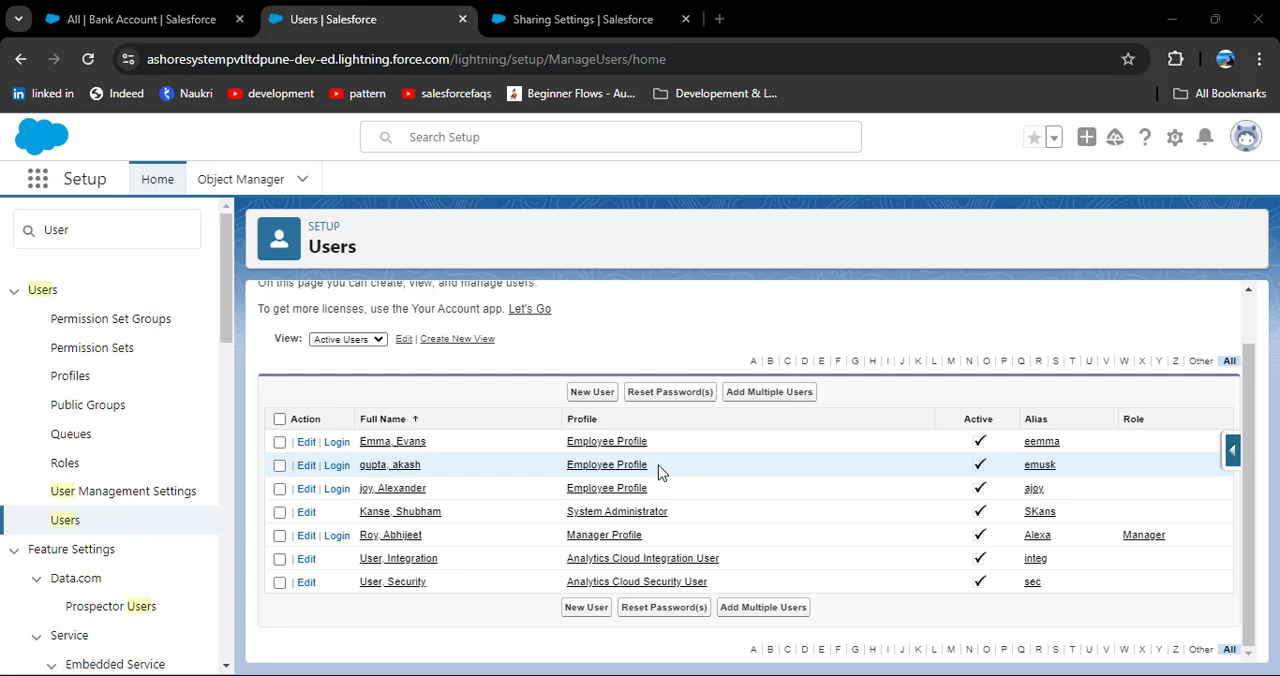 All | Bank Account | Salesforce
Users | Salesforce
Sharing Settings | Salesforce
ashoresystempvtltdpune-dev-ed.lightning.force.com/lightning/setup/ManageUsers/home
linked in
Indeed
Naukri
development
pattern
salesforcefaqs
Beginner Flows - Au...
Developement & L...
All Bookmarks
Search Setup
Setup
Home
Object Manager
User
Users
Permission Set Groups
Permission Sets
Profiles
Public Groups
Queues
Roles
User Management Settings
Users
Feature Settings
Data.com
Prospector Users
Service
Embedded Service
SETUP
Users
On this page you can create, view, and manage users.
To get more licenses, use the Your Account app. Let's Go
View: Active Users Edit | Create New View
A | B | C | D | E | F | G | H | I | J | K | L | M | N | O | P | Q | R | S | T | U | V | W | X | Y | Z | Other All
New User Reset Password(s) Add Multiple Users
Action Full Name ↑ Profile Active Alias Role
| Edit | Login Emma, Evans Employee Profile ✓ eemma
| Edit | Login gupta, akash Employee Profile ✓ emusk
| Edit | Login joy, Alexander Employee Profile ✓ ajoy
| Edit Kanse, Shubham System Administrator ✓ SKans
| Edit | Login Roy, Abhijeet Manager Profile ✓ Alexa Manager
| Edit User, Integration Analytics Cloud Integration User ✓ integ
| Edit User, Security Analytics Cloud Security User ✓ sec
New User Reset Password(s) Add Multiple Users
A | B | C | D | E | F | G | H | I | J | K | L | M | N | O | P | Q | R | S | T | U | V | W | X | Y | Z | Other All